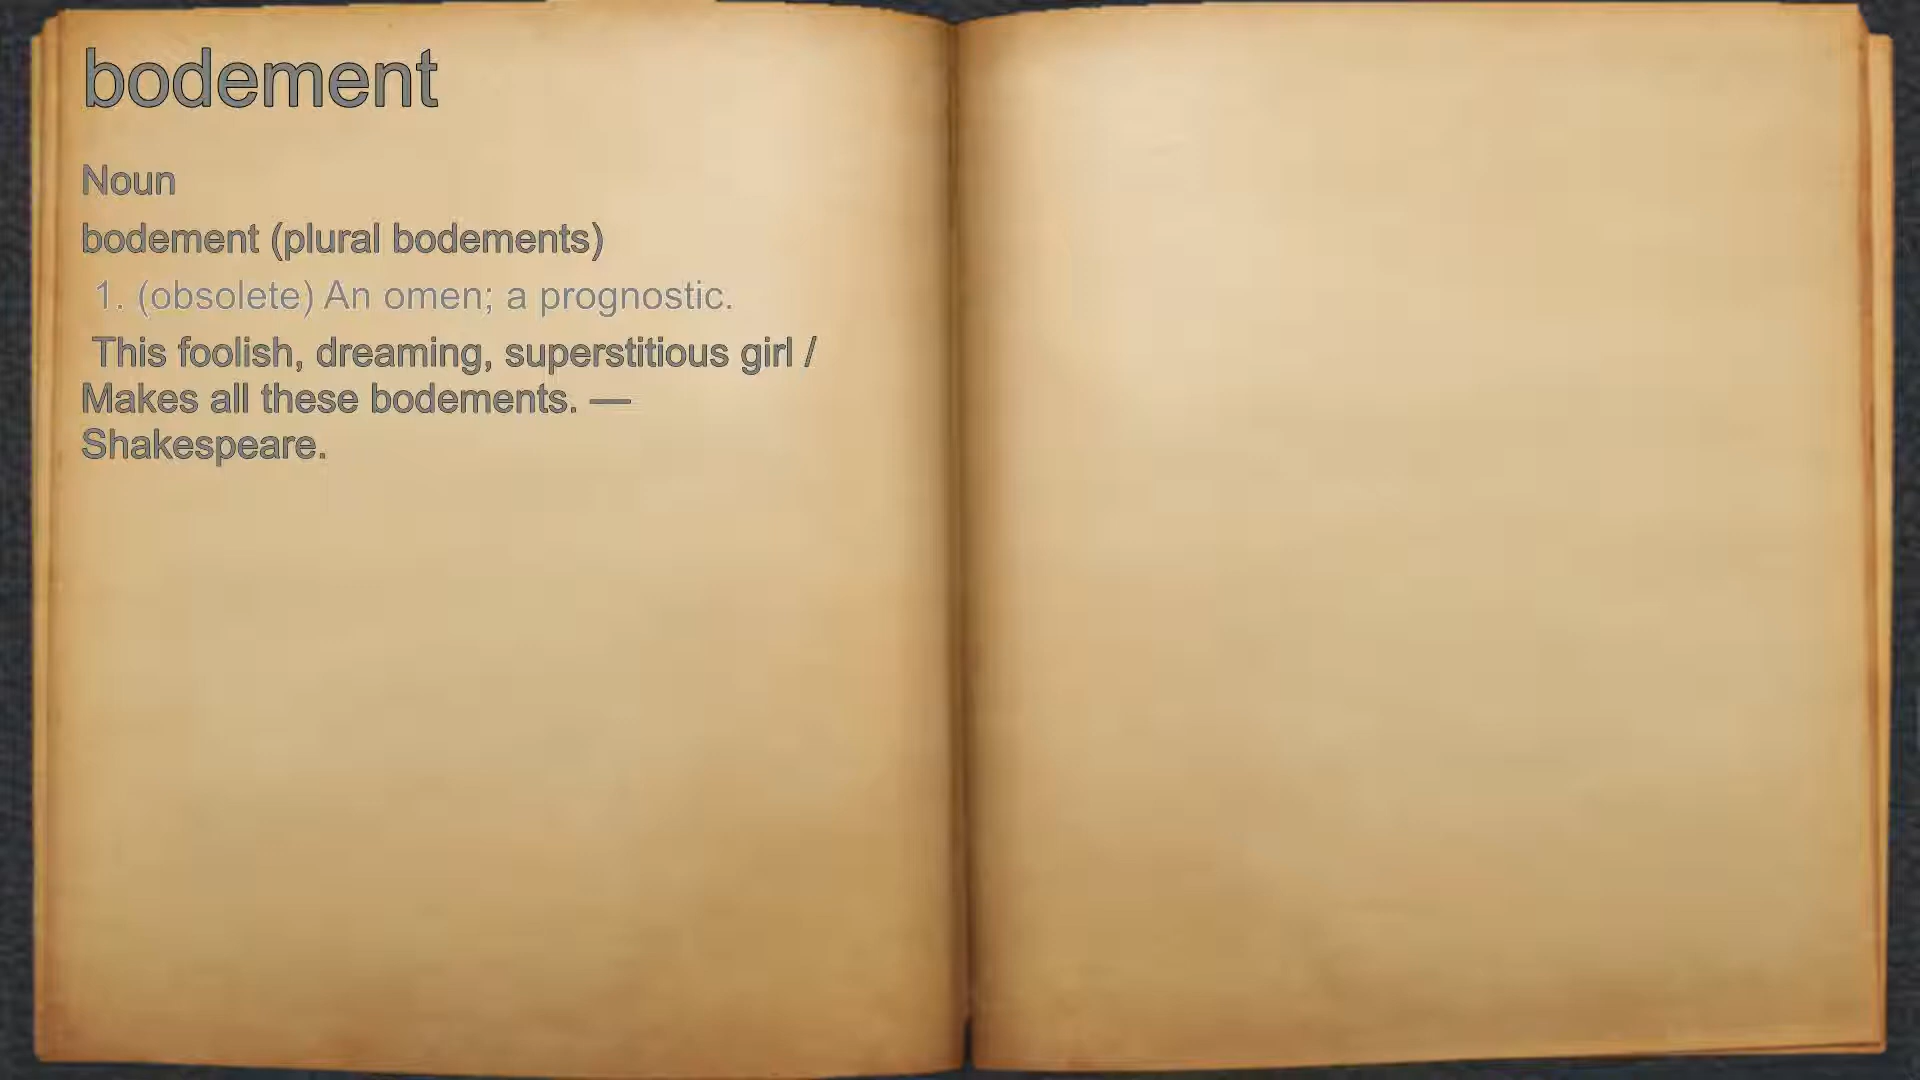 bodement
Noun
bodement (plural bodements)
1. (obsolete) An omen; a prognostic.
This foolish, dreaming, superstitious girl /
Makes all these bodements. —
Shakespeare.